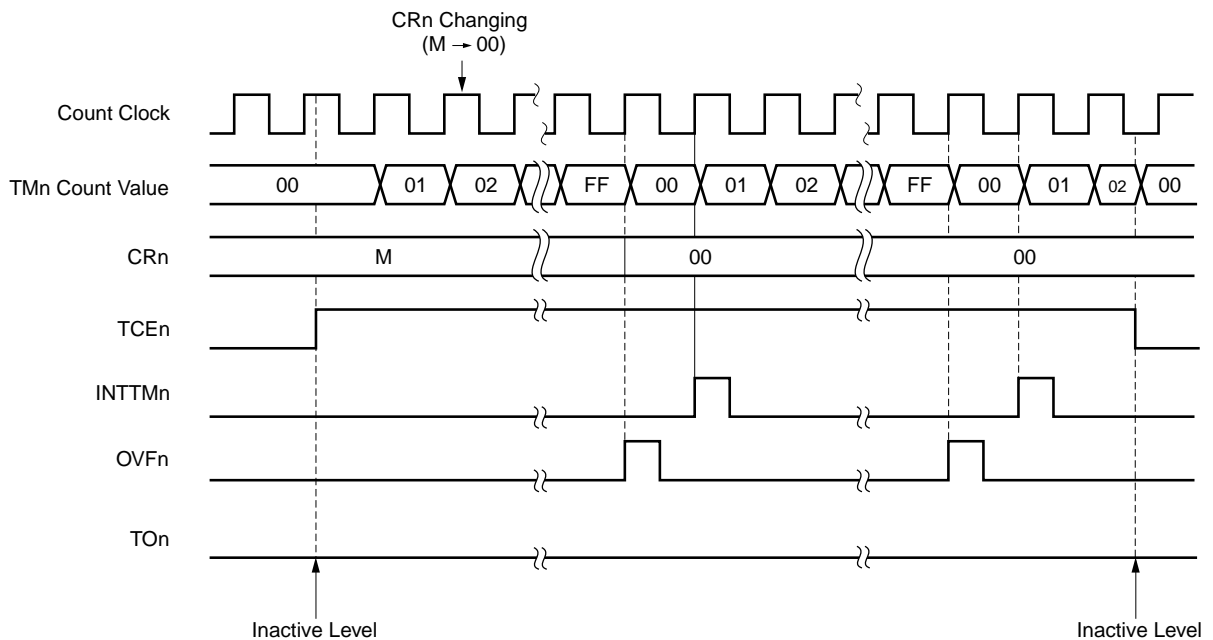 CRn Changing
(M → 00)
Count Clock
TMn Count Value 00 01 02 FF 00 01 02 FF 00 01 02 00
CRn M 00 00
TCEn
INTTMn
OVFn
TOn
Inactive Level Inactive Level